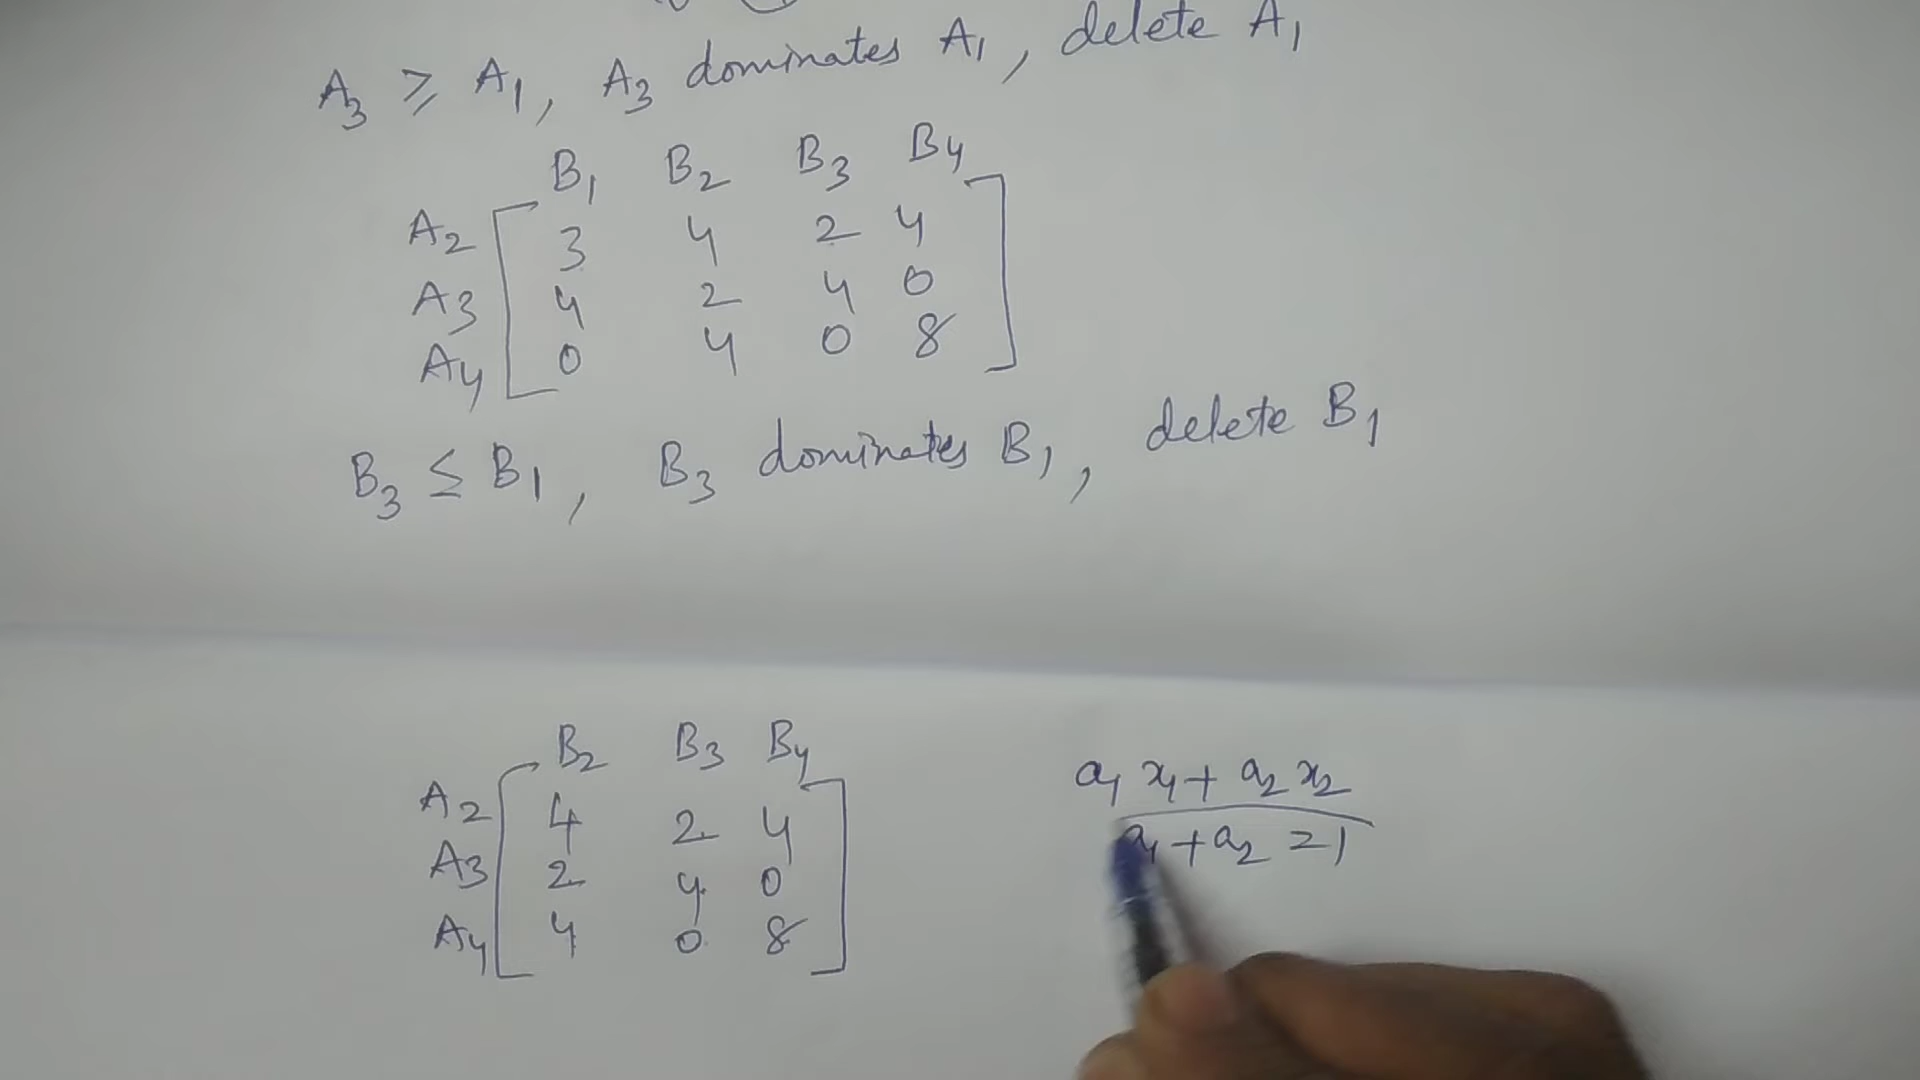 A3 ≥ A1, A3 dominates A1, delete A1
B1 B2 B3 B4
A2 3 4 2 4
A3 4 2 4 0
A4 0 4 0 8
B3 ≤ B1, B3 dominates B1, delete B1
B2 B3 B4
A2 4 2 4
A3 2 4 0
A4 4 0 8
a1 x1 + a2 x2
a1 + a2 = 1